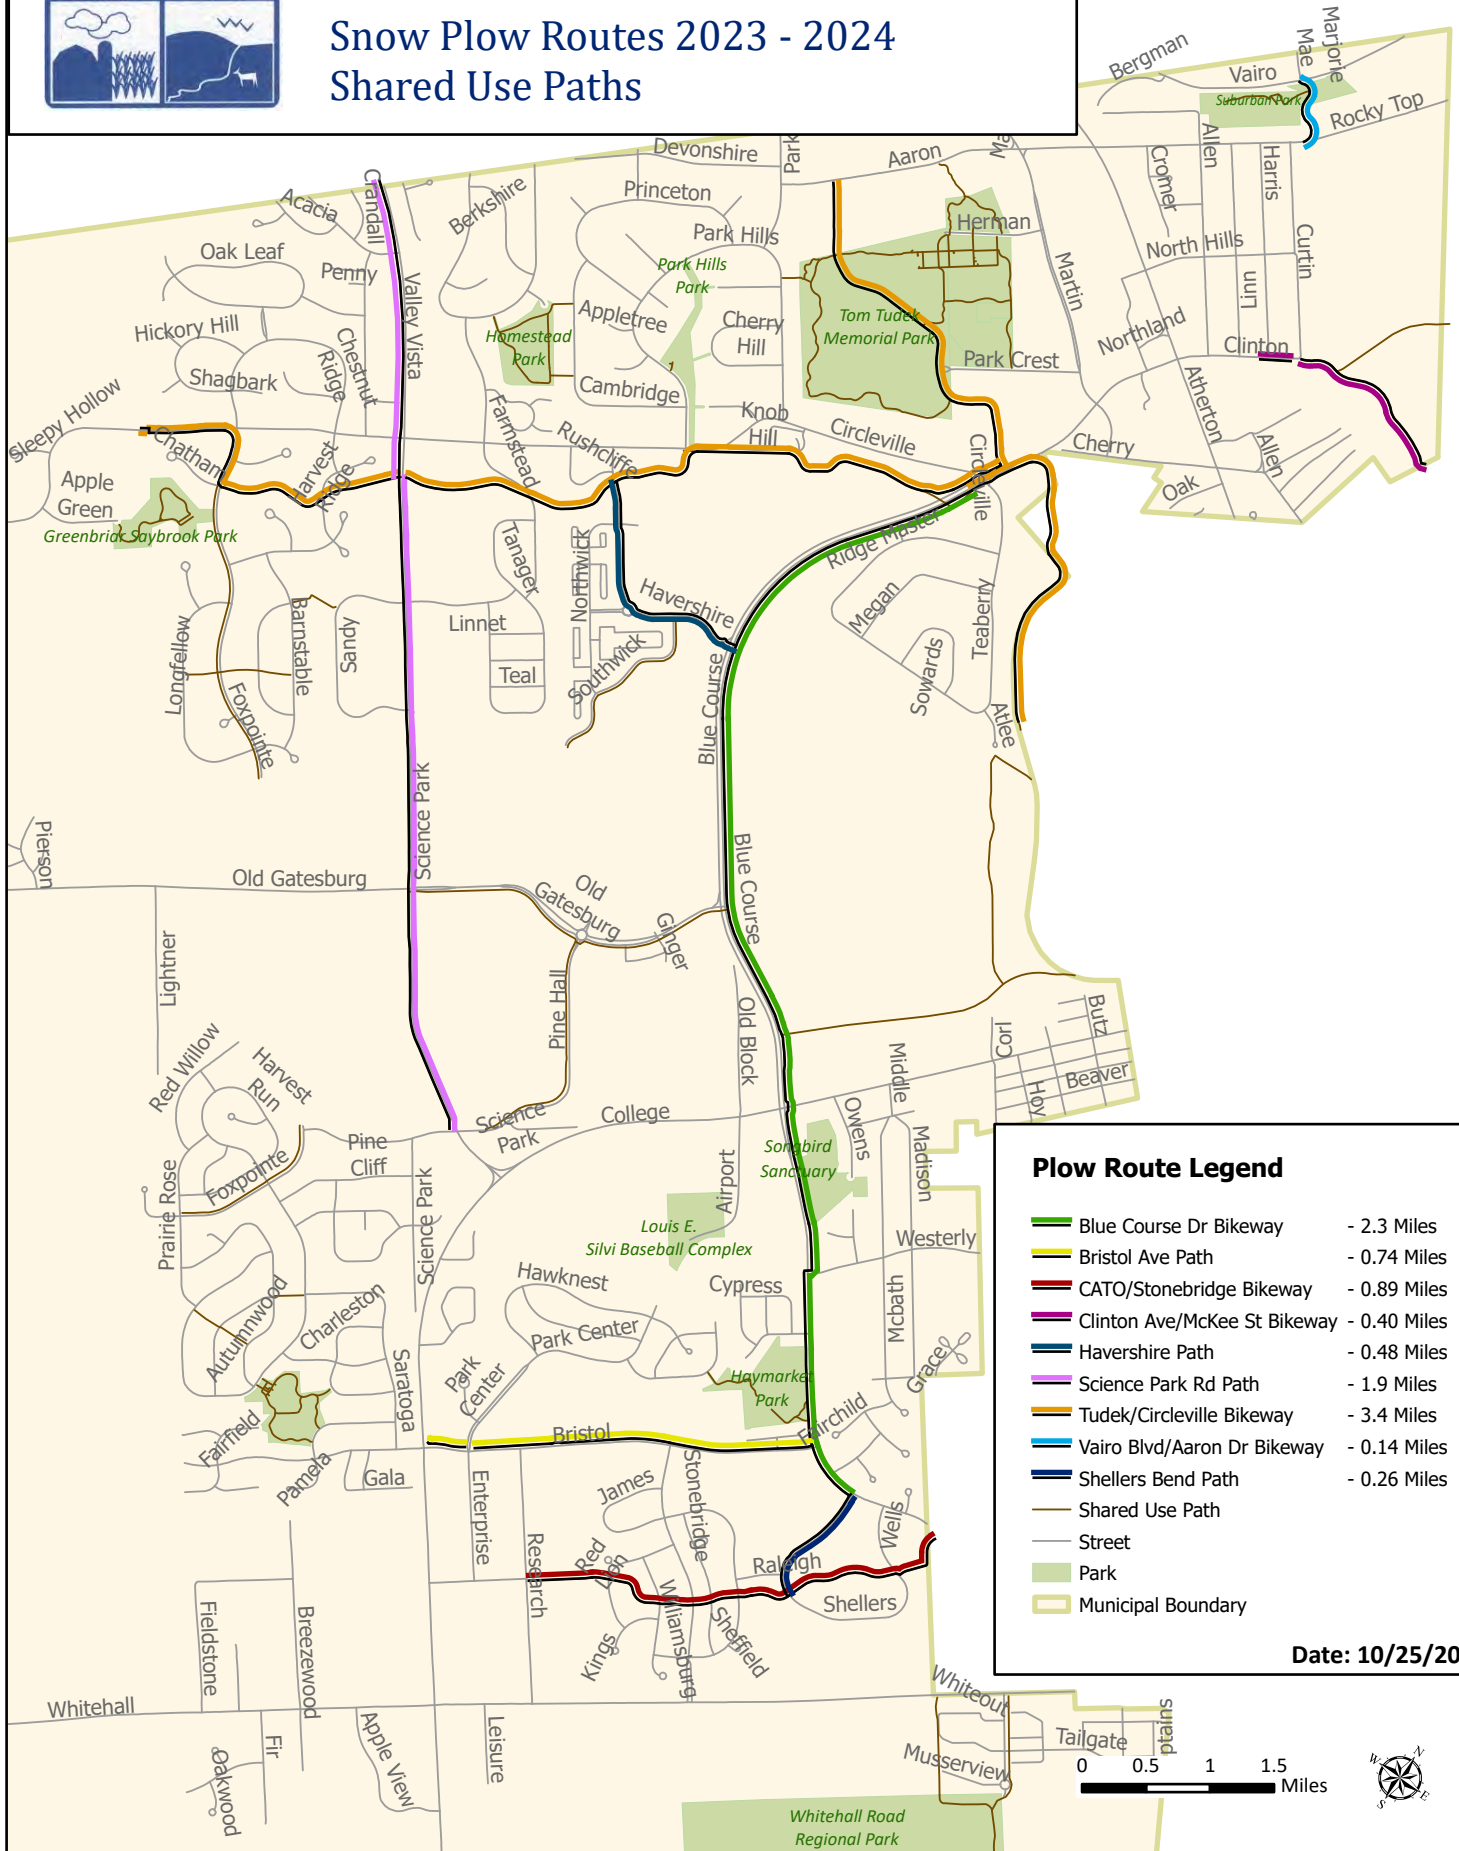 Snow Plow Routes 2023 - 2024
Shared Use Paths
Bergman
Vairo
Mae
Marjorie
Suburban Park
Rocky Top
Devonshire
Park
Aaron
Ma
Allen
Cromer
Harris
Crandall
Acacia
Berkshire
Princeton
Herman
Park Hills
Oak Leaf
Penny
Valley Vista
Park Hills
Park
Martin
North Hills
Curtin
Linn
Hickory Hill
Chestnut
Ridge
Homestead
Park
Appletree
Cherry
Hill
Tom Tudek
Memorial Park
Northland
Clinton
Park Crest
Shagbark
Cambridge
Atherton
Sleepy Hollow
Farmstead
Knob
Hill
Circleville
Rushcliffe
Cherry
Allen
Chatham
Harvest
Ridge
Circleville
Apple
Green
Oak
Greenbriar Saybrook Park
Ridge Master
Tanager
Northwick
Havershire
Megan
Teaberry
Longfellow
Barnstable
Sanpy
Linnet
Teal
Southwick
Sowards
Foxpointe
Blue Course
Atlee
Science Park
Pierson
Blue Course
Old Gatesburg
Old
Gatesburg
Ginger
Lightner
Pine Hall
Old Block
Butz
Corl
Red Willow
Harvest
Run
Middle
Beaver
Hoy
Science
Park
College
Owens
Pine
Cliff
Songbird
Sanctuary
Madison
Foxpointe
Prairie Rose
Science Park
Airport
Louis E.
Silvi Baseball Complex
Westerly
Hawknest
Cypress
Autumnwood
Charleston
Park Center
Mcgath
Saratoga
Park
Center
Haymarket
Park
Grace
Fairchild
Fairfield
Bristol
Pamela
Gala
Enterprise
James
Stonebridge
Wells
Research
Red
Lion
Raleigh
Shellers
Fieldstone
Breezewood
Kings
Williamsburg
Sheffield
Whitehall
Whiteout
Fir
Oakwood
Apple View
Leisure
Musserview
Tailgate
Plains
Whitehall Road
Regional Park
Plow Route Legend
Blue Course Dr Bikeway - 2.3 Miles
Bristol Ave Path - 0.74 Miles
CATO/Stonebridge Bikeway - 0.89 Miles
Clinton Ave/McKee St Bikeway - 0.40 Miles
Havershire Path - 0.48 Miles
Science Park Rd Path - 1.9 Miles
Tudek/Circleville Bikeway - 3.4 Miles
Vairo Blvd/Aaron Dr Bikeway - 0.14 Miles
Shellers Bend Path - 0.26 Miles
Shared Use Path
Street
Park
Municipal Boundary
Date: 10/25/20
0 0.5 1 1.5
Miles
N
W
E
S